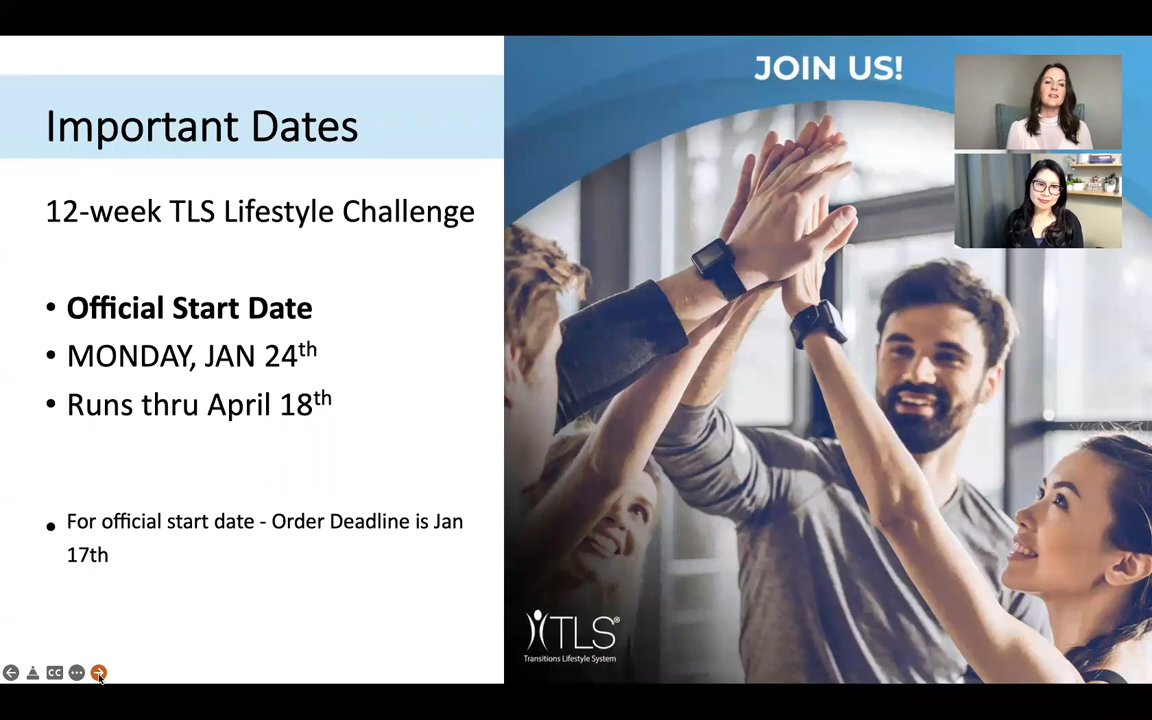 Important Dates
12-week TLS Lifestyle Challenge
• Official Start Date
• MONDAY, JAN 24th
• Runs thru April 18th
• For official start date - Order Deadline is Jan
17th
JOIN US!
TLS®
Transitions Lifestyle System
CC